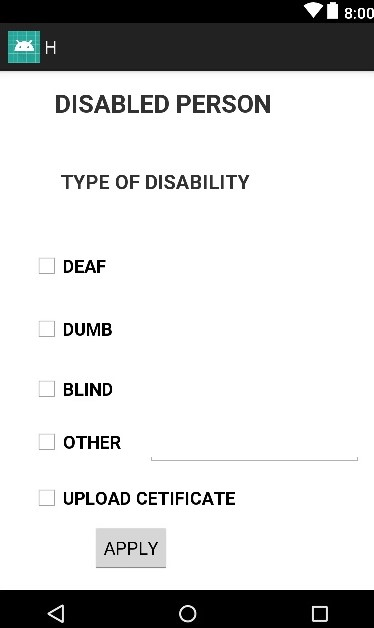 8:00
H
DISABLED PERSON
TYPE OF DISABILITY
DEAF
DUMB
BLIND
OTHER
UPLOAD CETIFICATE
APPLY